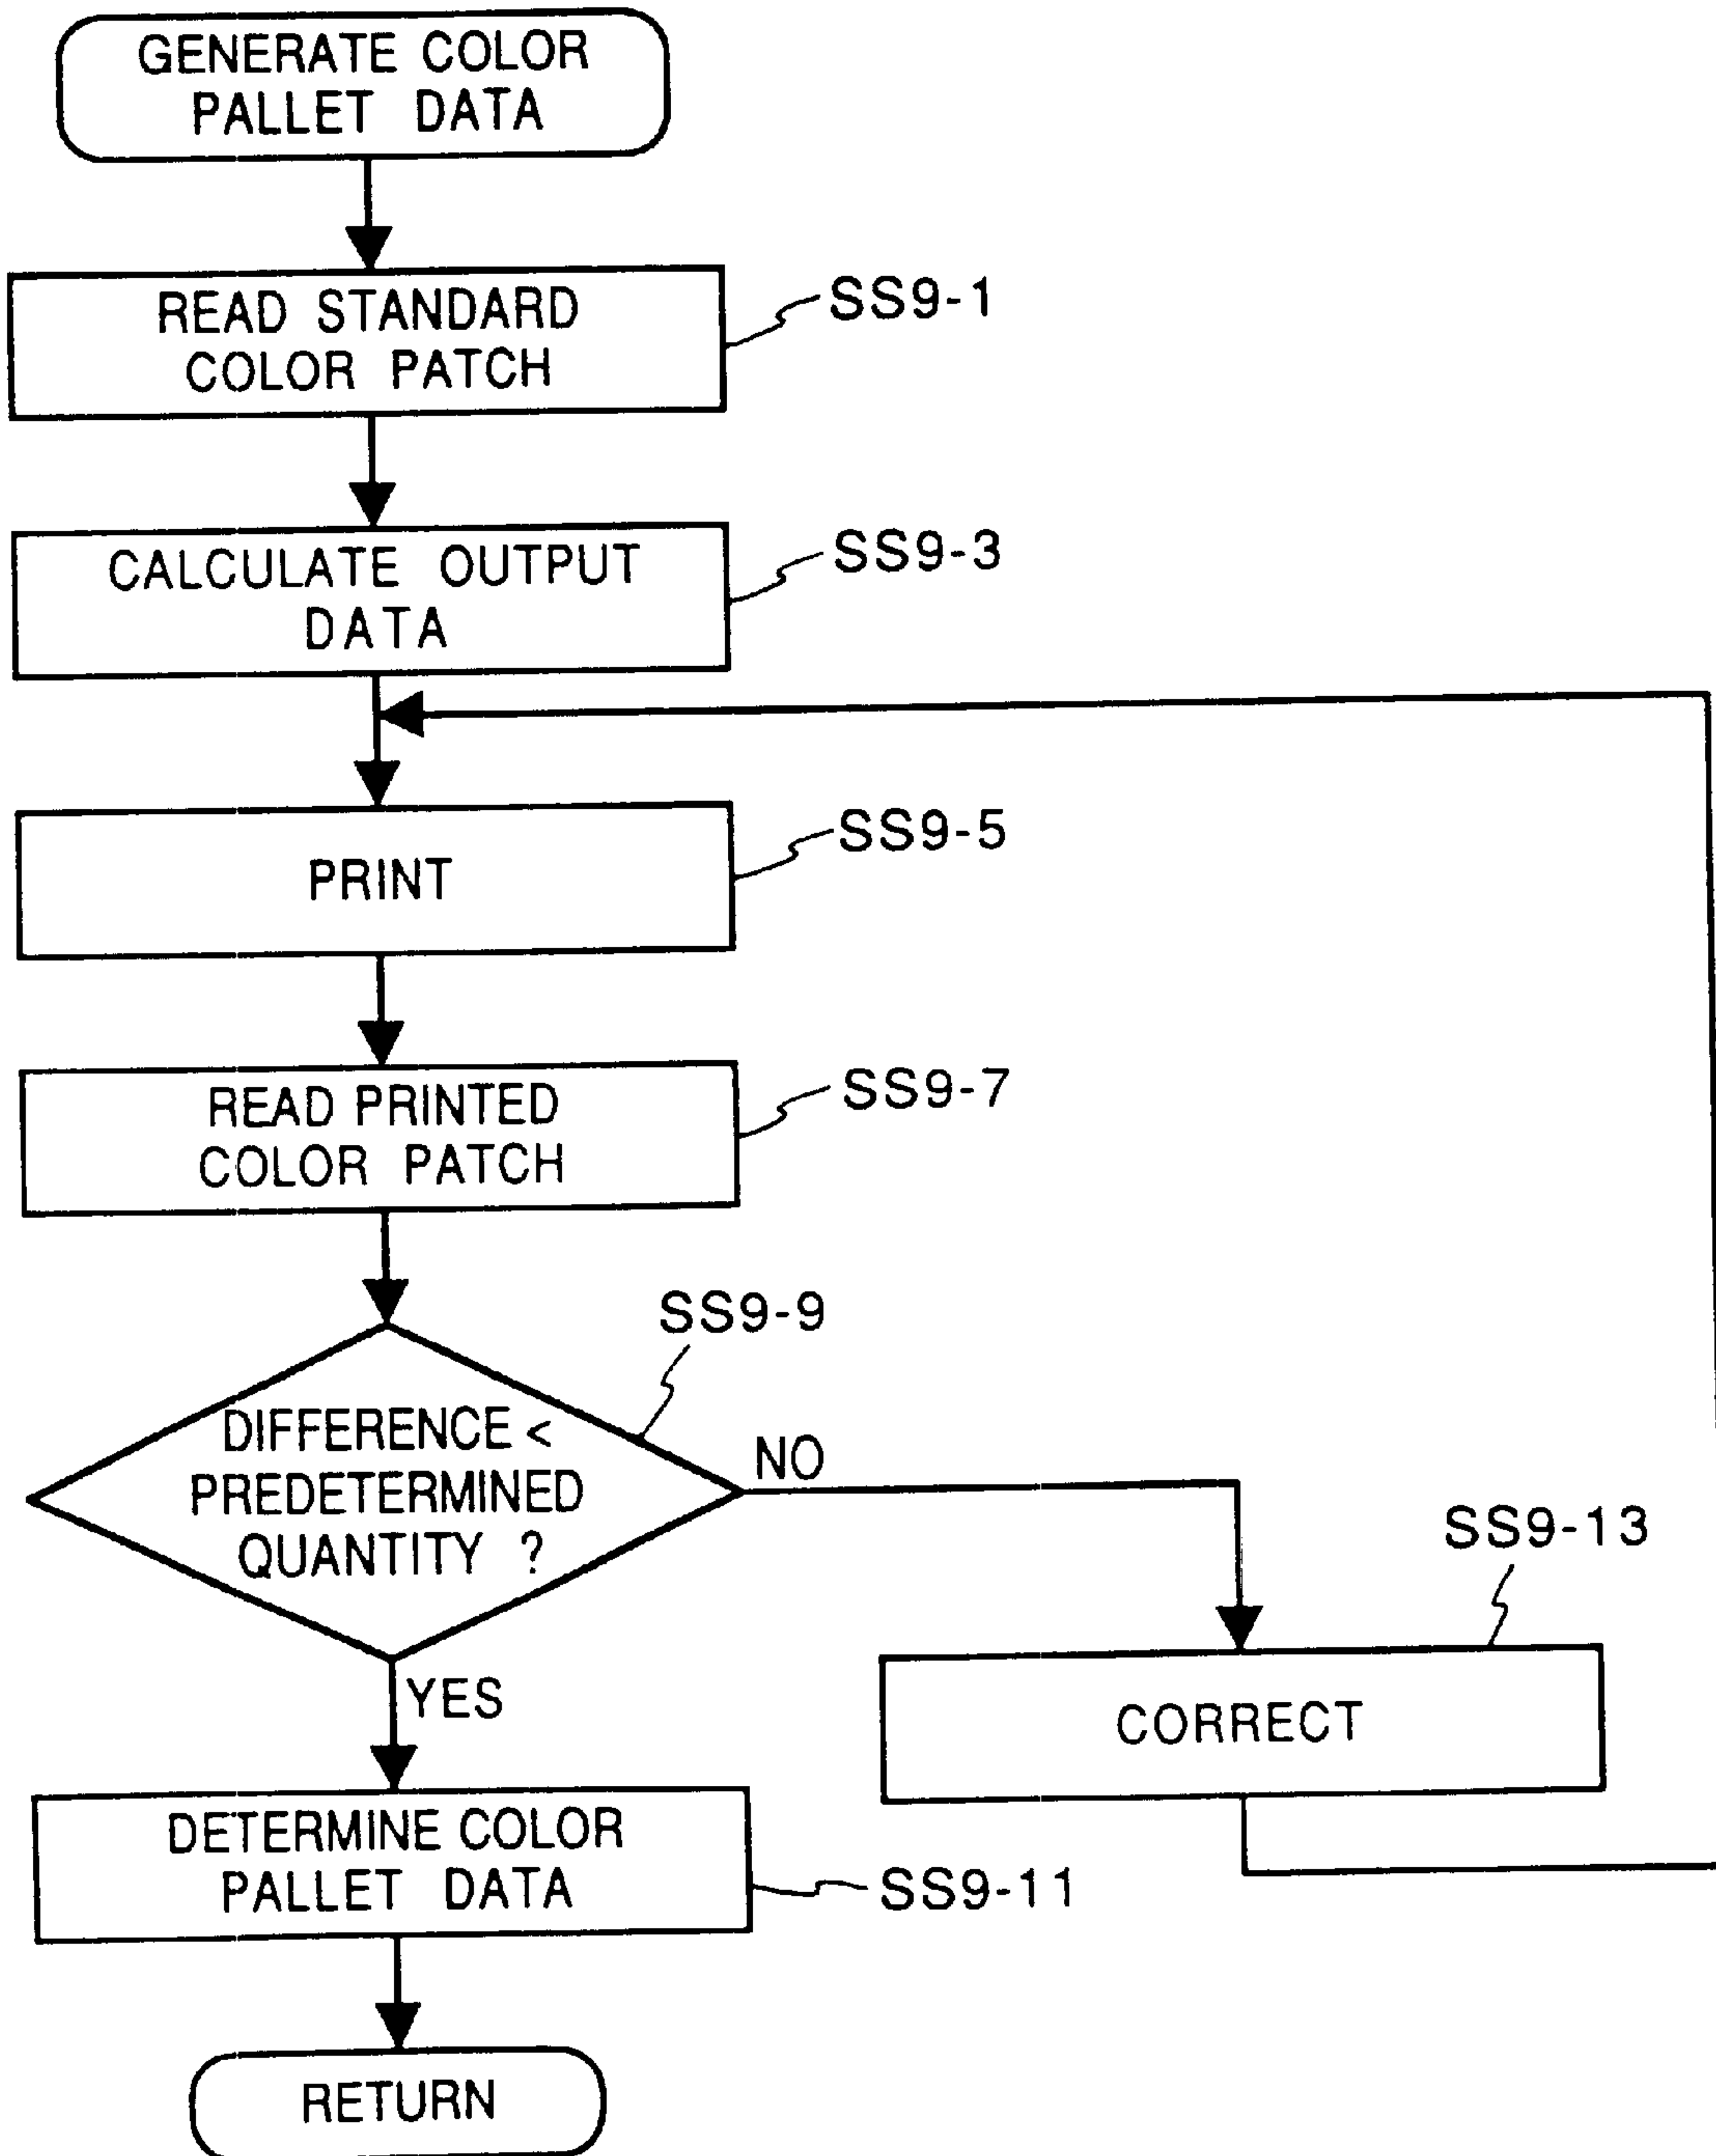 GENERATE COLOR
PALLET DATA
READ STANDARD
COLOR PATCH
SS9-1
CALCULATE OUTPUT
DATA
SS9-3
PRINT
SS9-5
READ PRINTED
COLOR PATCH
SS9-7
SS9-9
DIFFERENCE <
PREDETERMINED
QUANTITY ?
NO
YES
SS9-13
CORRECT
DETERMINE COLOR
PALLET DATA
SS9-11
RETURN